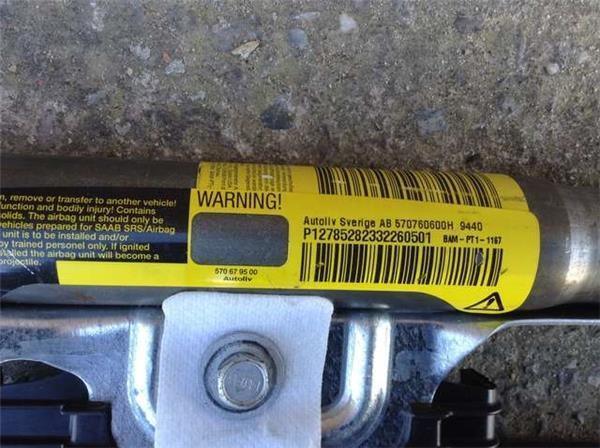 , remove or transfer to another vehicle!
function and bodily injury! Contains
solids. The airbag unit should only be
vehicles prepared for SAAB SRS/Airbag
unit is to be installed and/or
by trained personel only. If ignited
the airbag unit will become a
projectile.
WARNING!
570 67 95 00
Autoliv
Autoliv Sverige AB 570760600H 9440
P12785282332260501 BAM-PT1-1167